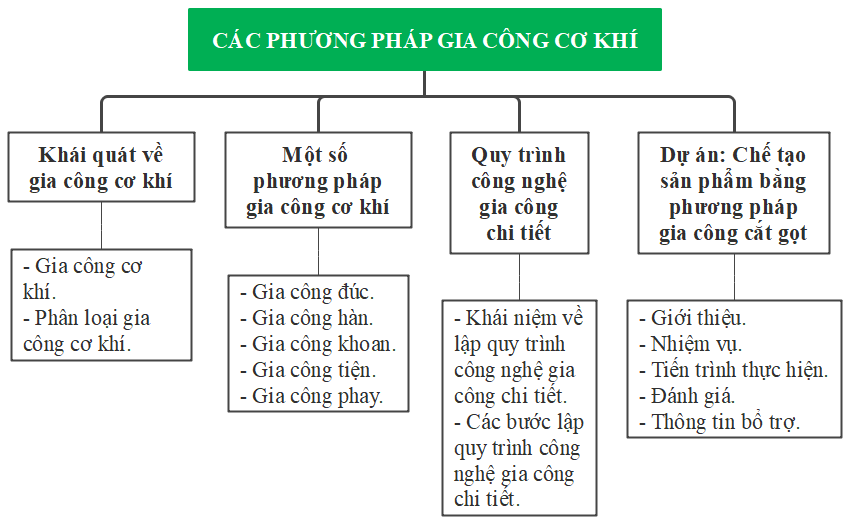 CÁC PHƯƠNG PHÁP GIA CÔNG CƠ KHÍ
Khái quát về
gia công cơ khí
- Gia công cơ
khí.
- Phân loại gia
công cơ khí.
Một số
phương pháp
gia công cơ khí
- Gia công đúc.
- Gia công hàn.
- Gia công khoan.
- Gia công tiện.
- Gia công phay.
Quy trình
công nghệ
gia công
chi tiết
- Khái niệm về
lập quy trình
công nghệ gia
công chi tiết.
- Các bước lập
quy trình công
nghệ gia công
chi tiết.
Dự án: Chế tạo
sản phẩm bằng
phương pháp
gia công cắt gọt
- Giới thiệu.
- Nhiệm vụ.
- Tiến trình thực hiện.
- Đánh giá.
- Thông tin bổ trợ.